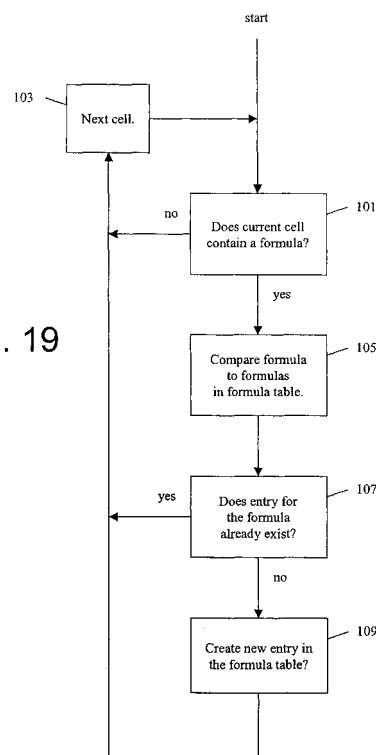 start
103
Next cell.
101
no
Does current cell
contain a formula?
yes
. 19
105
Compare formula
to formulas
in formula table.
107
yes
Does entry for
the formula
already exist?
no
109
Create new entry in
the formula table?